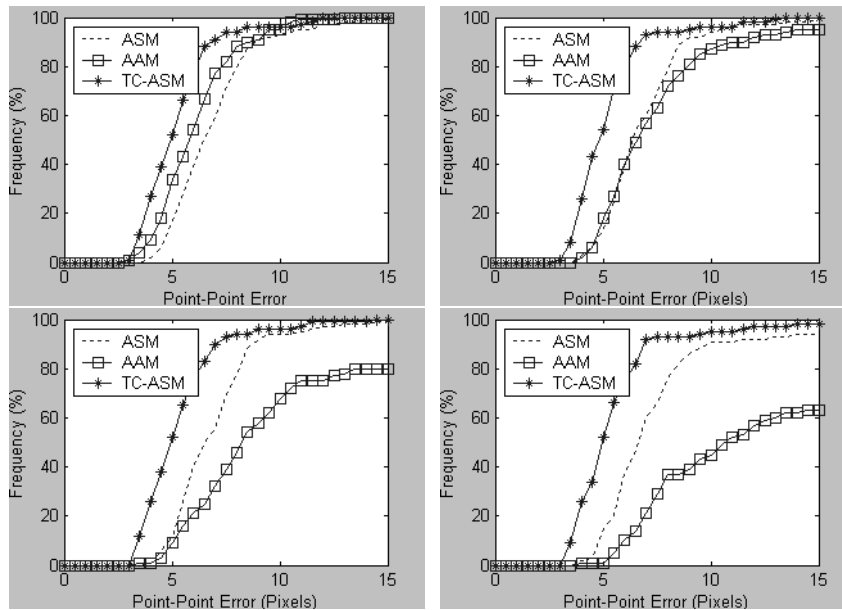 100
80
60
40
20
0
Frequency (%)
ASM
AAM
TC-ASM
0 5 10 15
Point-Point Error
100
80
60
40
20
0
Frequency (%)
ASM
AAM
TC-ASM
0 5 10 15
Point-Point Error (Pixels)
100
80
60
40
20
0
Frequency (%)
ASM
AAM
TC-ASM
0 5 10 15
Point-Point Error (Pixels)
100
80
60
40
20
0
Frequency (%)
ASM
AAM
TC-ASM
0 5 10 15
Point-Point Error (Pixels)